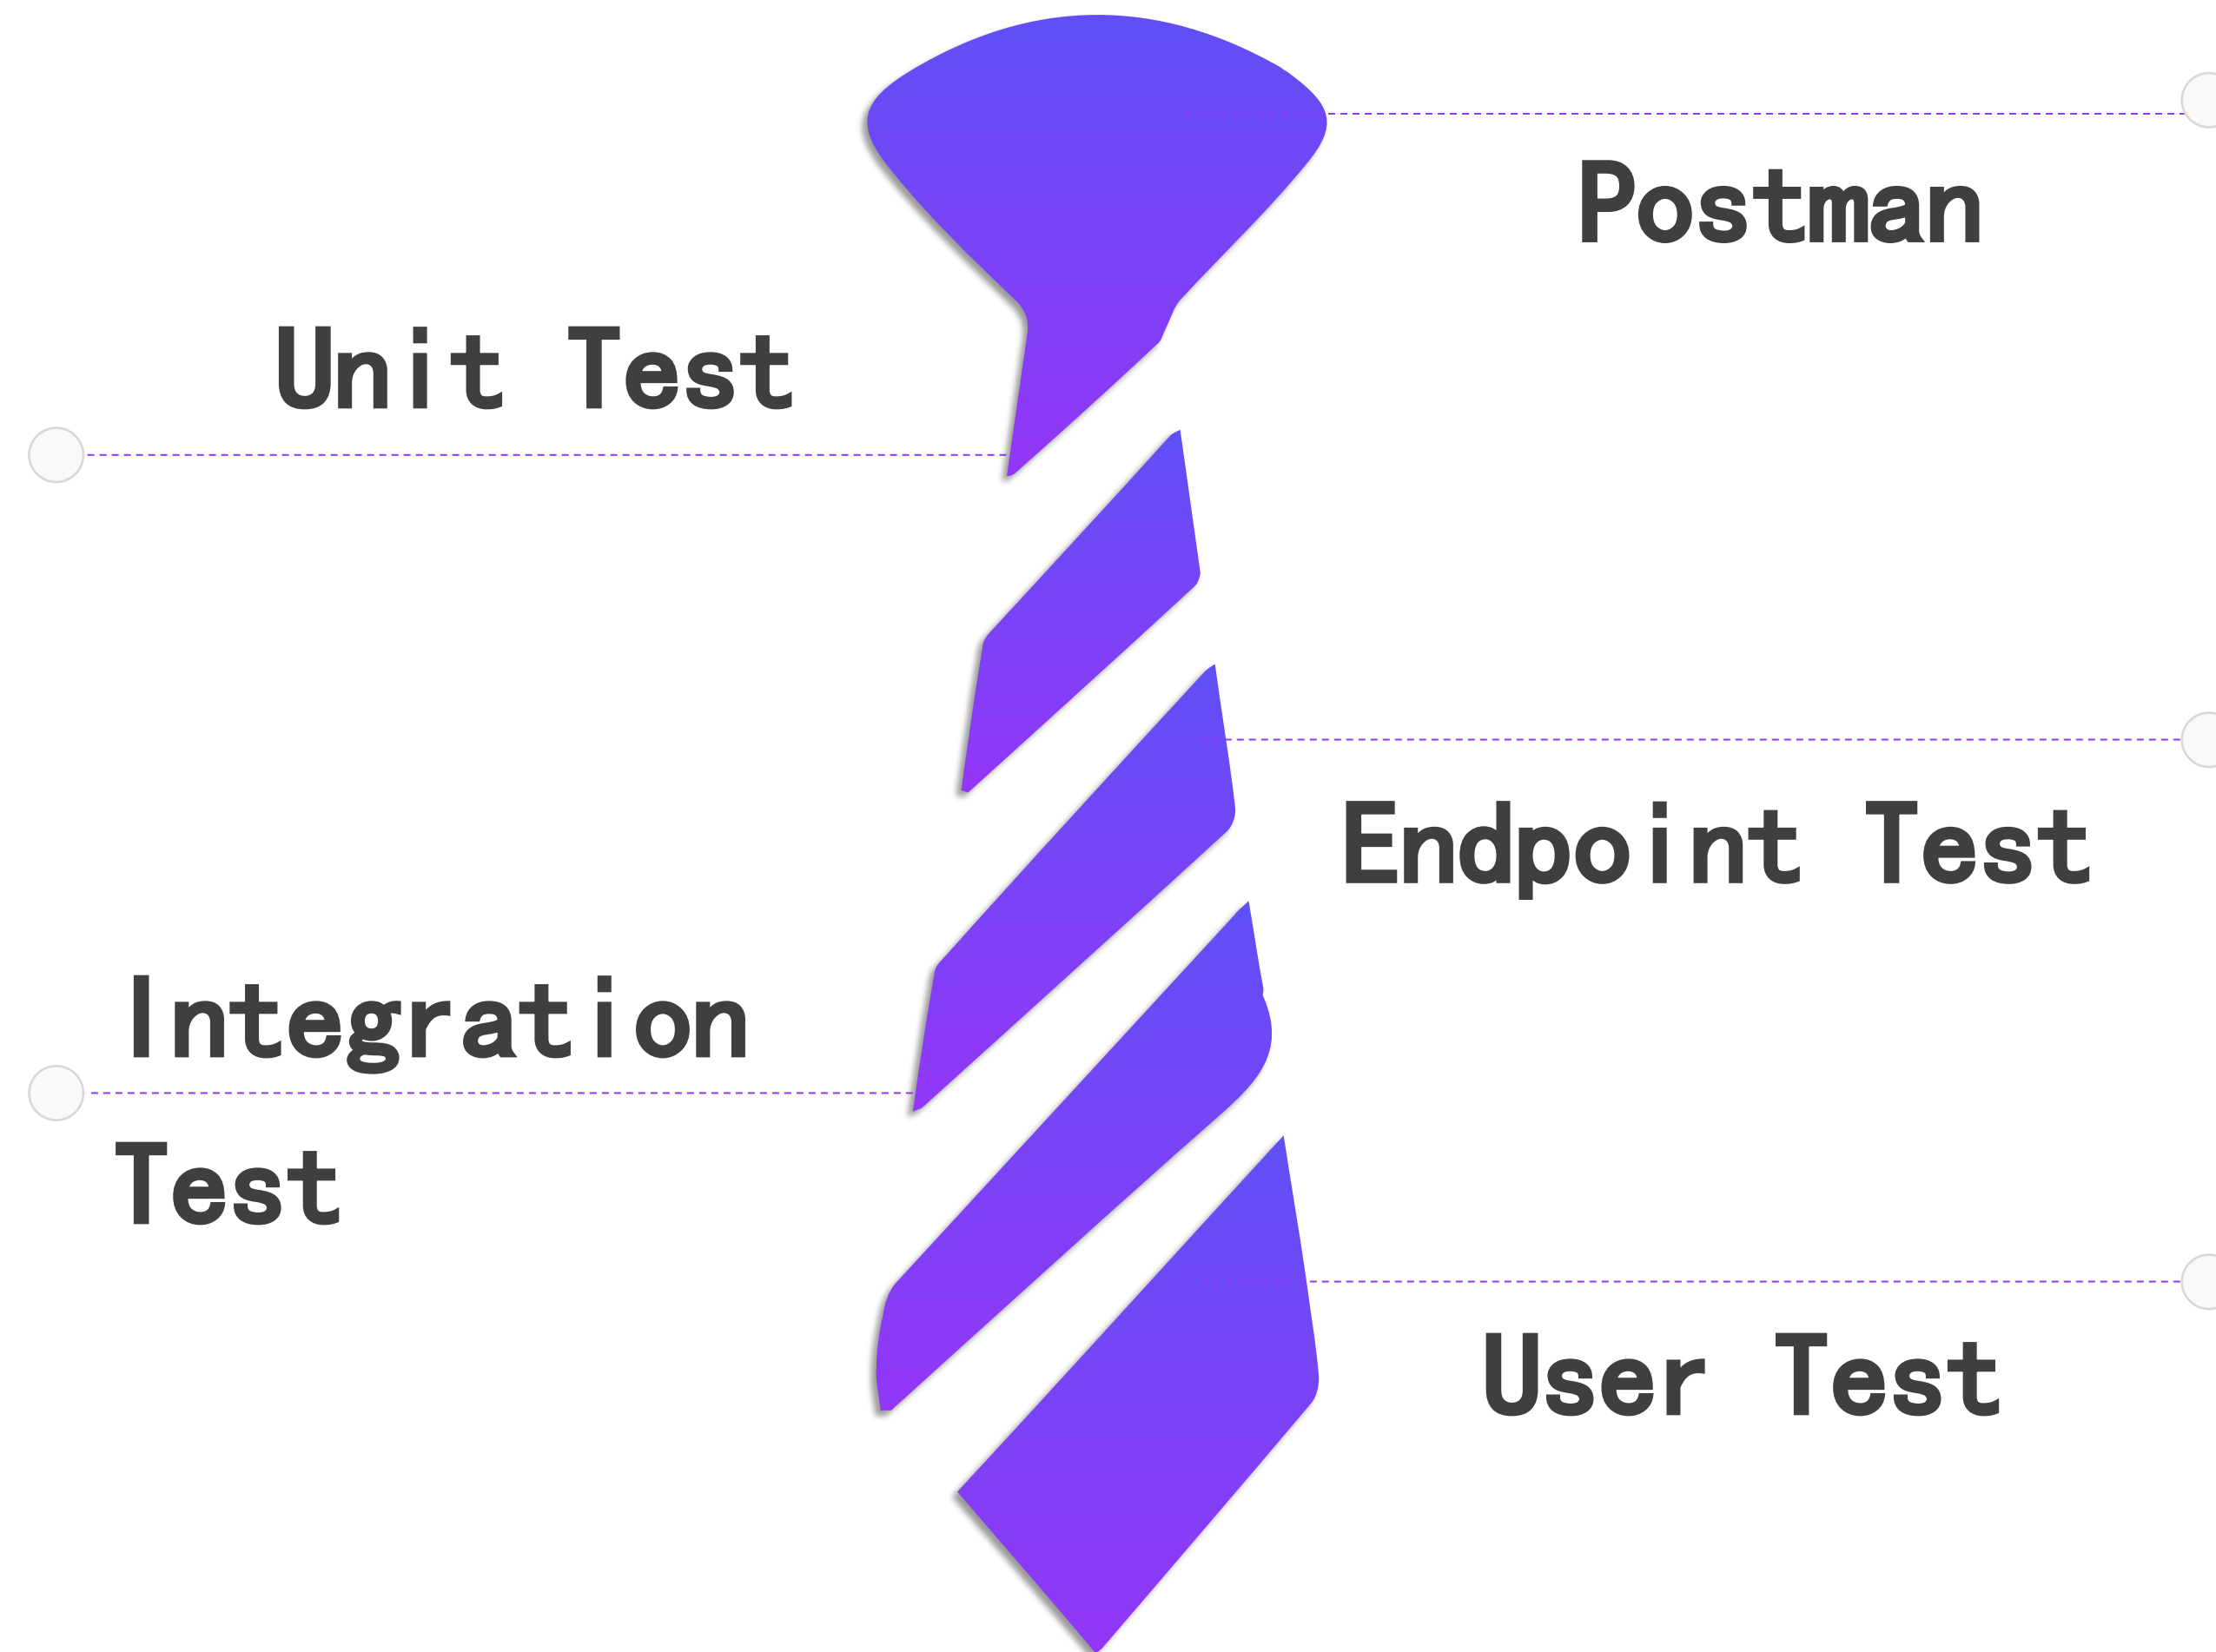 Postman
Unit Test
Endpoint Test
Integration
Test
User Test